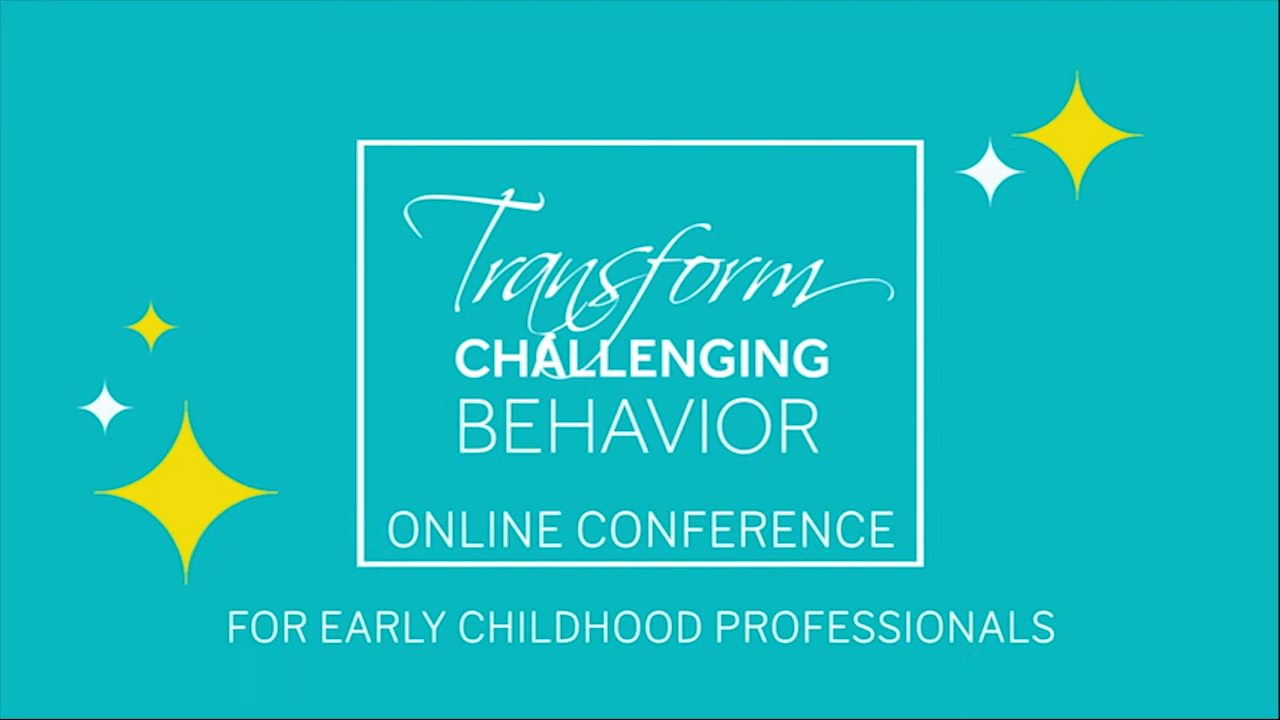 Transform
CHALLENGING
BEHAVIOR
ONLINE CONFERENCE
FOR EARLY CHILDHOOD PROFESSIONALS